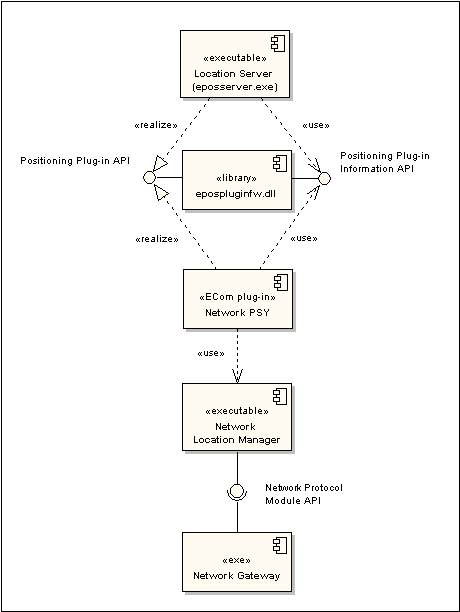 «executable»
Location Server
(eposserver.exe)
«realize»
«use»
Positioning Plug-in API
Positioning Plug-in
Information API
«library»
epospluginfw.dll
«realize»
«use»
«ECom plug-in»
Network PSY
«use»
«executable»
Network
Location Manager
Network Protocol
Module API
«exe»
Network Gateway